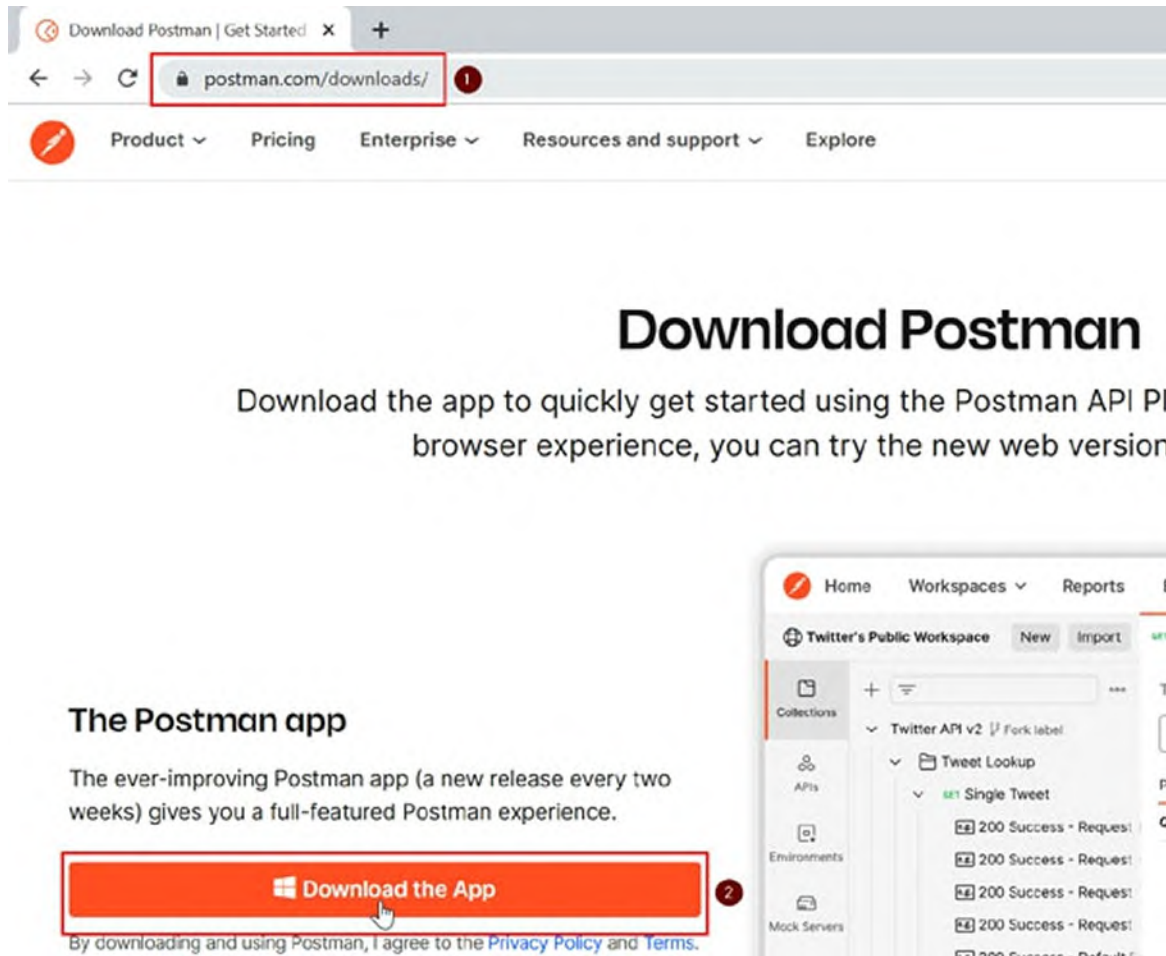 Download Postman | Get Started
postman.com/downloads/ 1
Product Pricing Enterprise Resources and support Explore
Download Postman
Download the app to quickly get started using the Postman API Pl
browser experience, you can try the new web version
Home Workspaces Reports
Twitter's Public Workspace New Import GET
Collections
Twitter API v2 Fork label
Tweet Lookup
APIs
GET Single Tweet
200 Success - Request
Environments
200 Success - Request
200 Success - Request
Mock Servers
200 Success - Request
200 Success - Default
The Postman app
The ever-improving Postman app (a new release every two
weeks) gives you a full-featured Postman experience.
Download the App 2
By downloading and using Postman, I agree to the Privacy Policy and Terms.